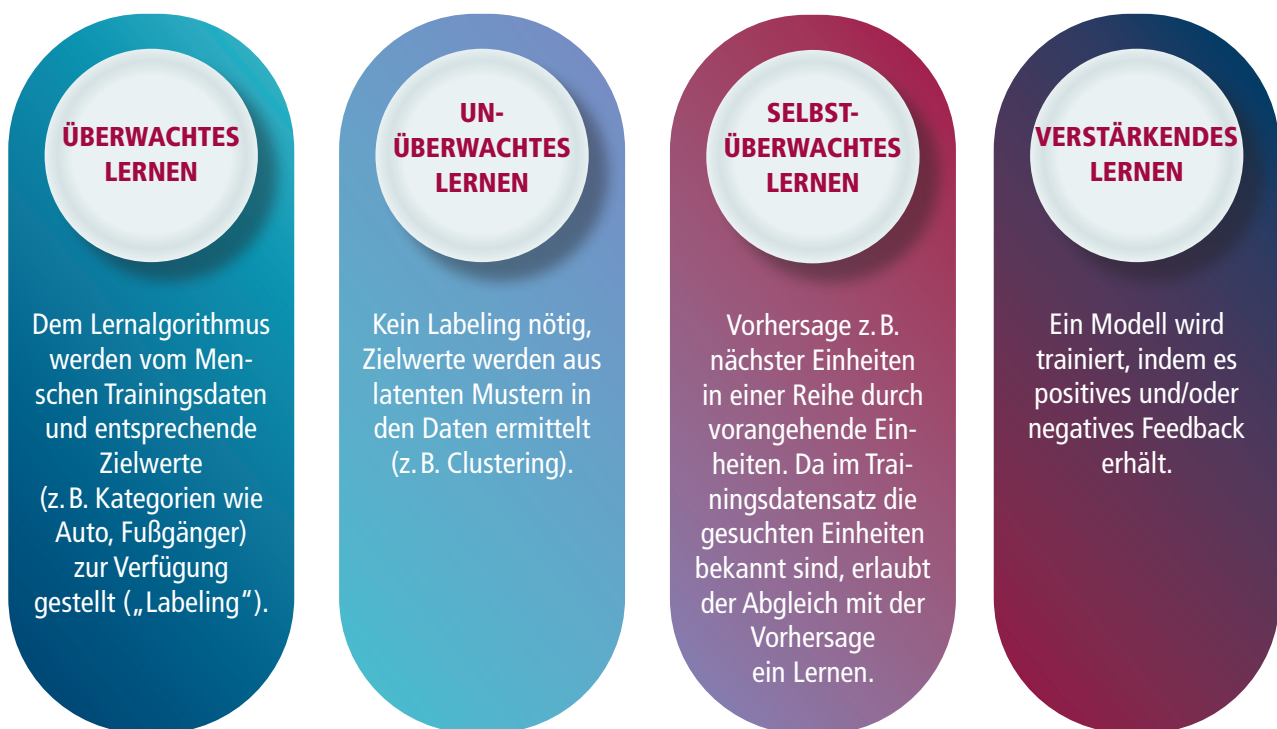 ÜBERWACHTES
LERNEN
Dem Lernalgorithmus
werden vom Men-
schen Trainingsdaten
und entsprechende
Zielwerte
(z. B. Kategorien wie
Auto, Fußgänger)
zur Verfügung
gestellt („Labeling“).
UN-
ÜBERWACHTES
LERNEN
Kein Labeling nötig,
Zielwerte werden aus
latenten Mustern in
den Daten ermittelt
(z. B. Clustering).
SELBST-
ÜBERWACHTES
LERNEN
Vorhersage z. B.
nächster Einheiten
in einer Reihe durch
vorangehende Ein-
heiten. Da im Trai-
ningsdatensatz die
gesuchten Einheiten
bekannt sind, erlaubt
der Abgleich mit der
Vorhersage
ein Lernen.
VERSTÄRKENDES
LERNEN
Ein Modell wird
trainiert, indem es
positives und/oder
negatives Feedback
erhält.